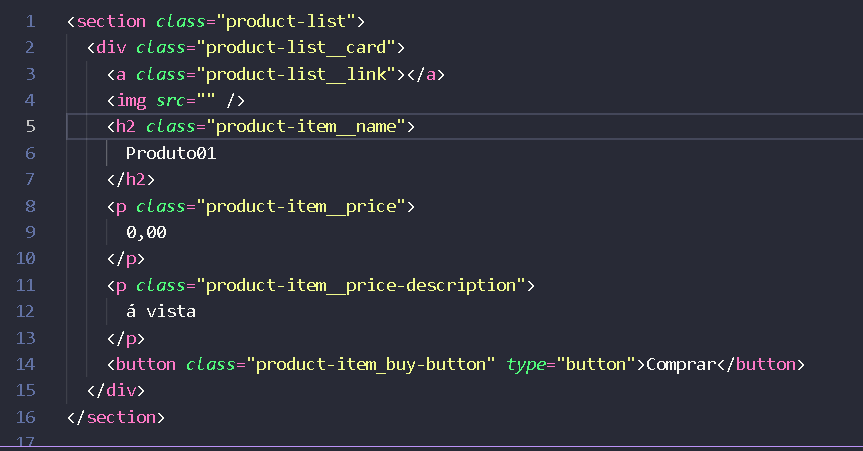 1 <section class="product-list">
2 <div class="product-list__card">
3 <a class="product-list__link"></a>
4 <img src="" />
5 <h2 class="product-item__name">
6 Produto01
7 </h2>
8 <p class="product-item__price">
9 0,00
10 </p>
11 <p class="product-item__price-description">
12 á vista
13 </p>
14 <button class="product-item_buy-button" type="button">Comprar</button>
15 </div>
16 </section>
17